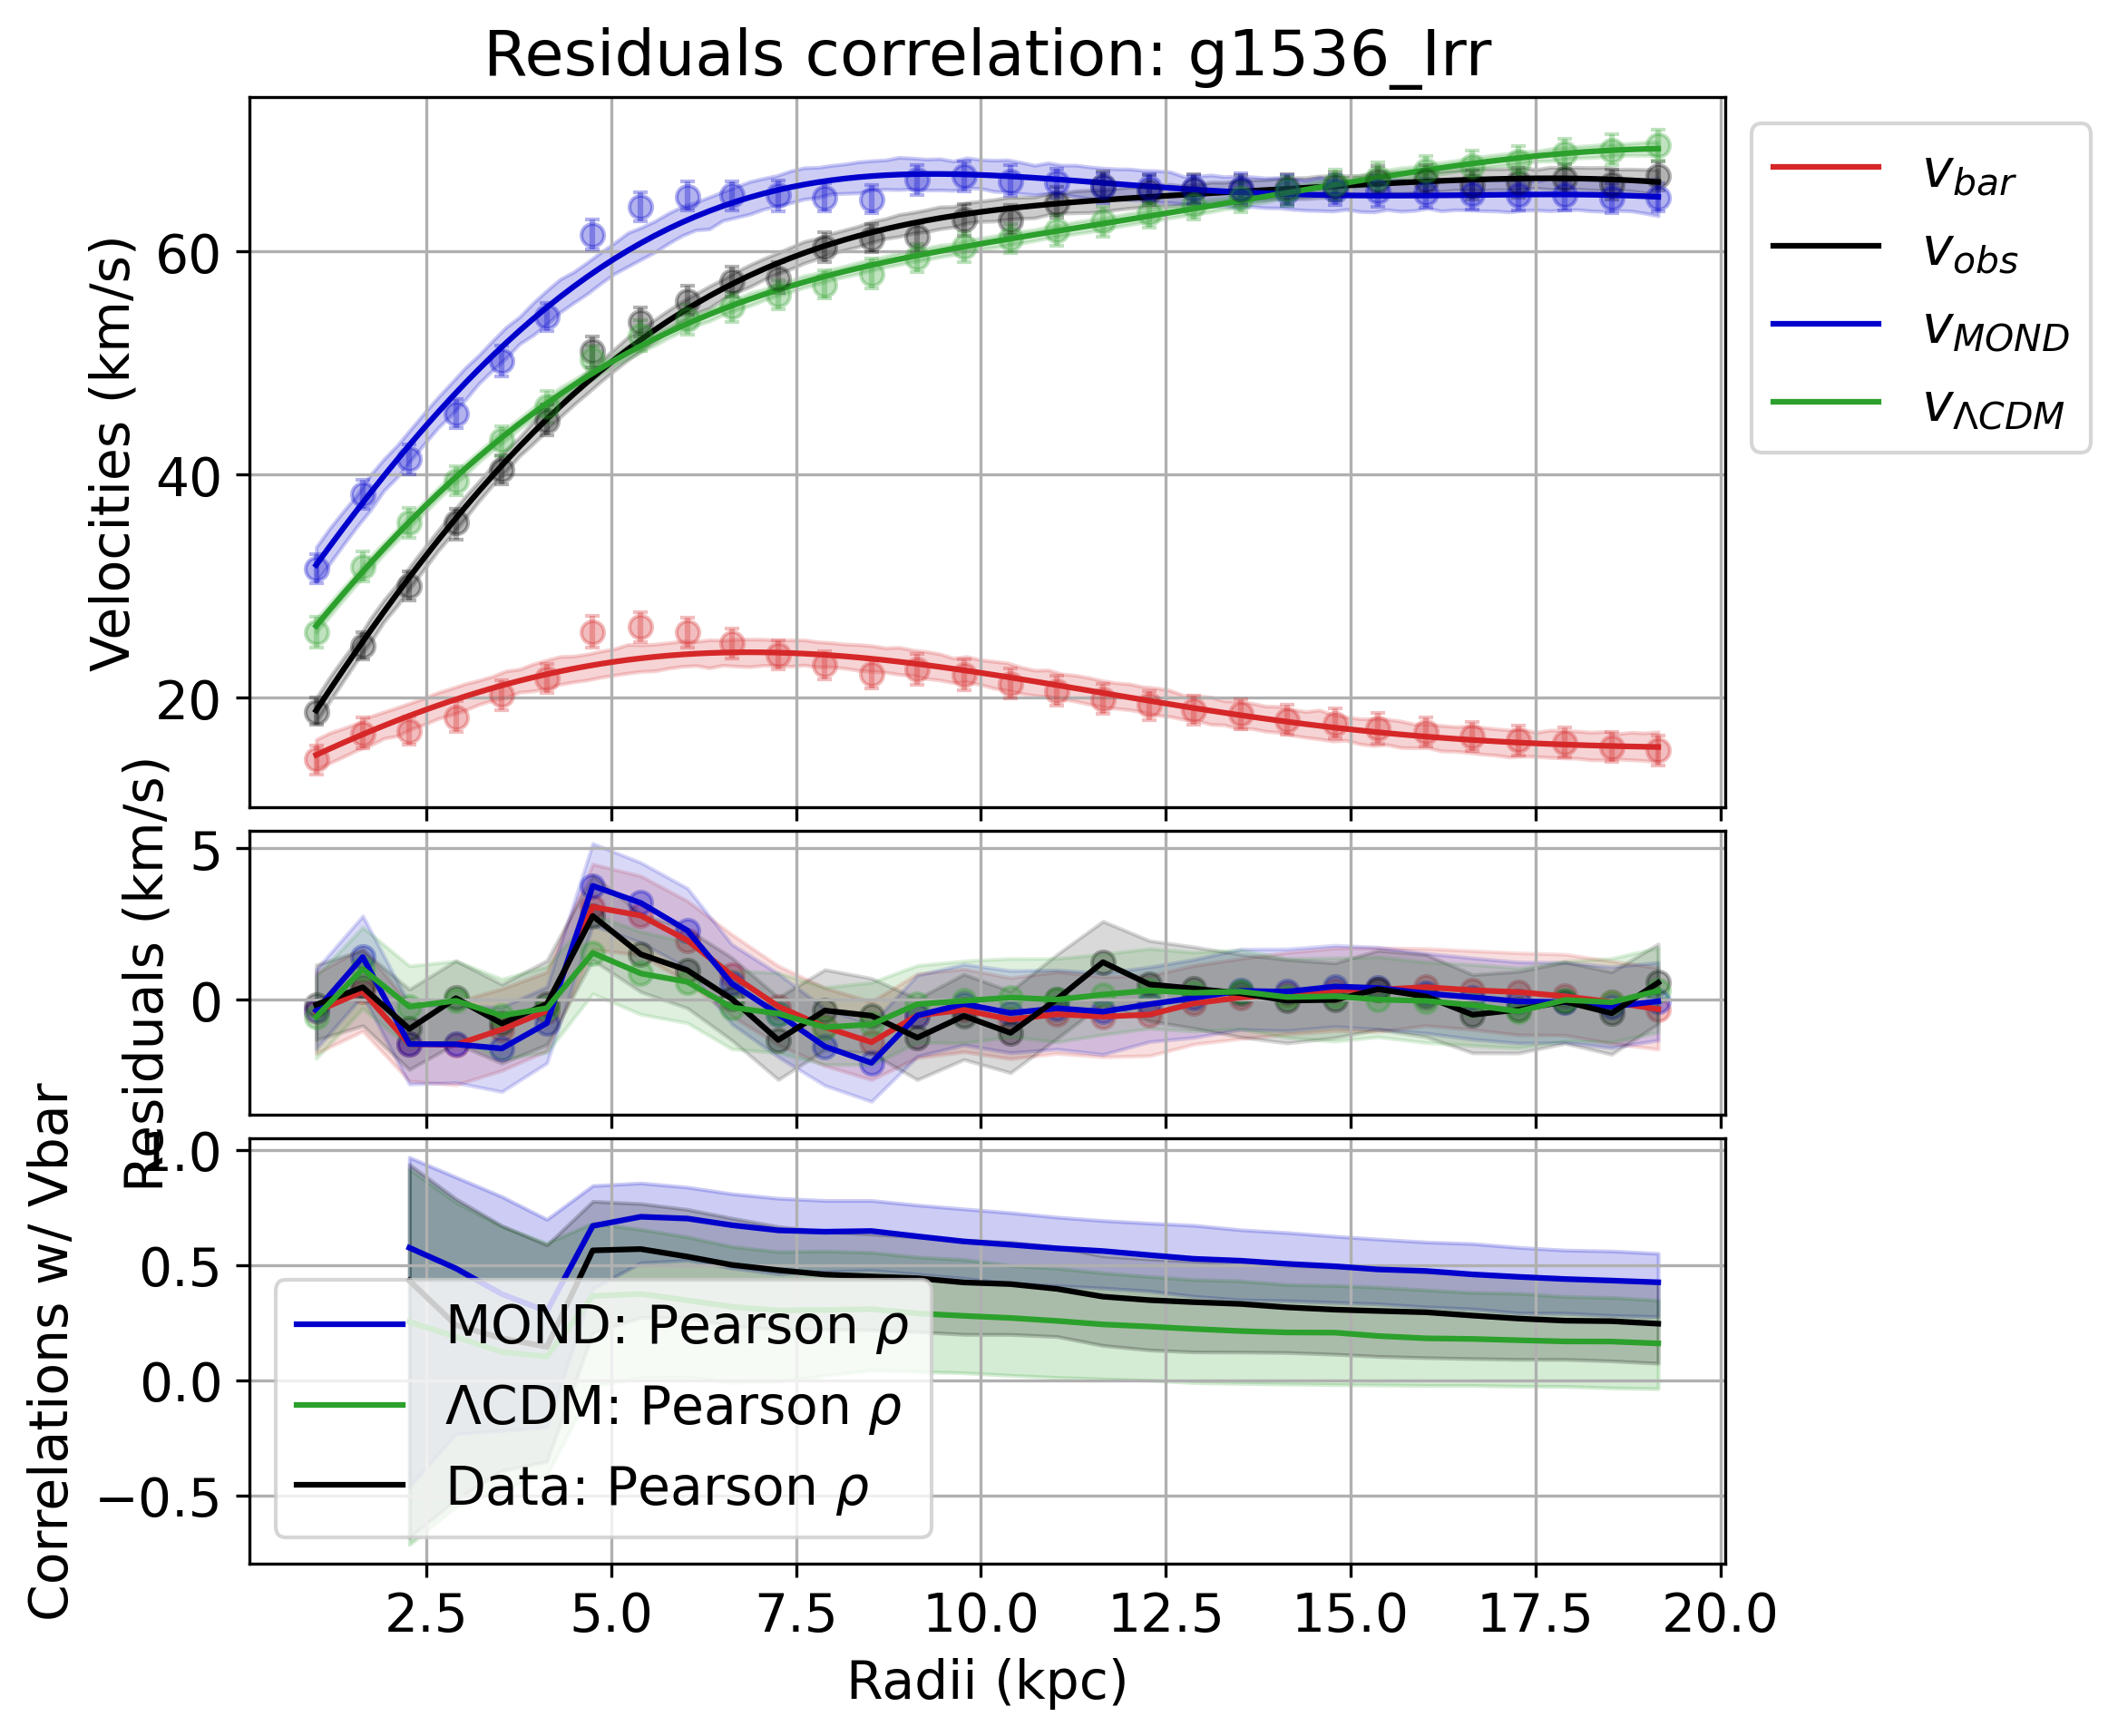 Residuals correlation: g1536_Irr
Velocities (km/s)
60
40
20
v_bar
v_obs
v_MOND
v_ΛCDM
Residuals (km/s)
5
0
Correlations w/ Vbar
1.0
0.5
0.0
−0.5
MOND: Pearson ρ
ΛCDM: Pearson ρ
Data: Pearson ρ
2.5 5.0 7.5 10.0 12.5 15.0 17.5 20.0
Radii (kpc)